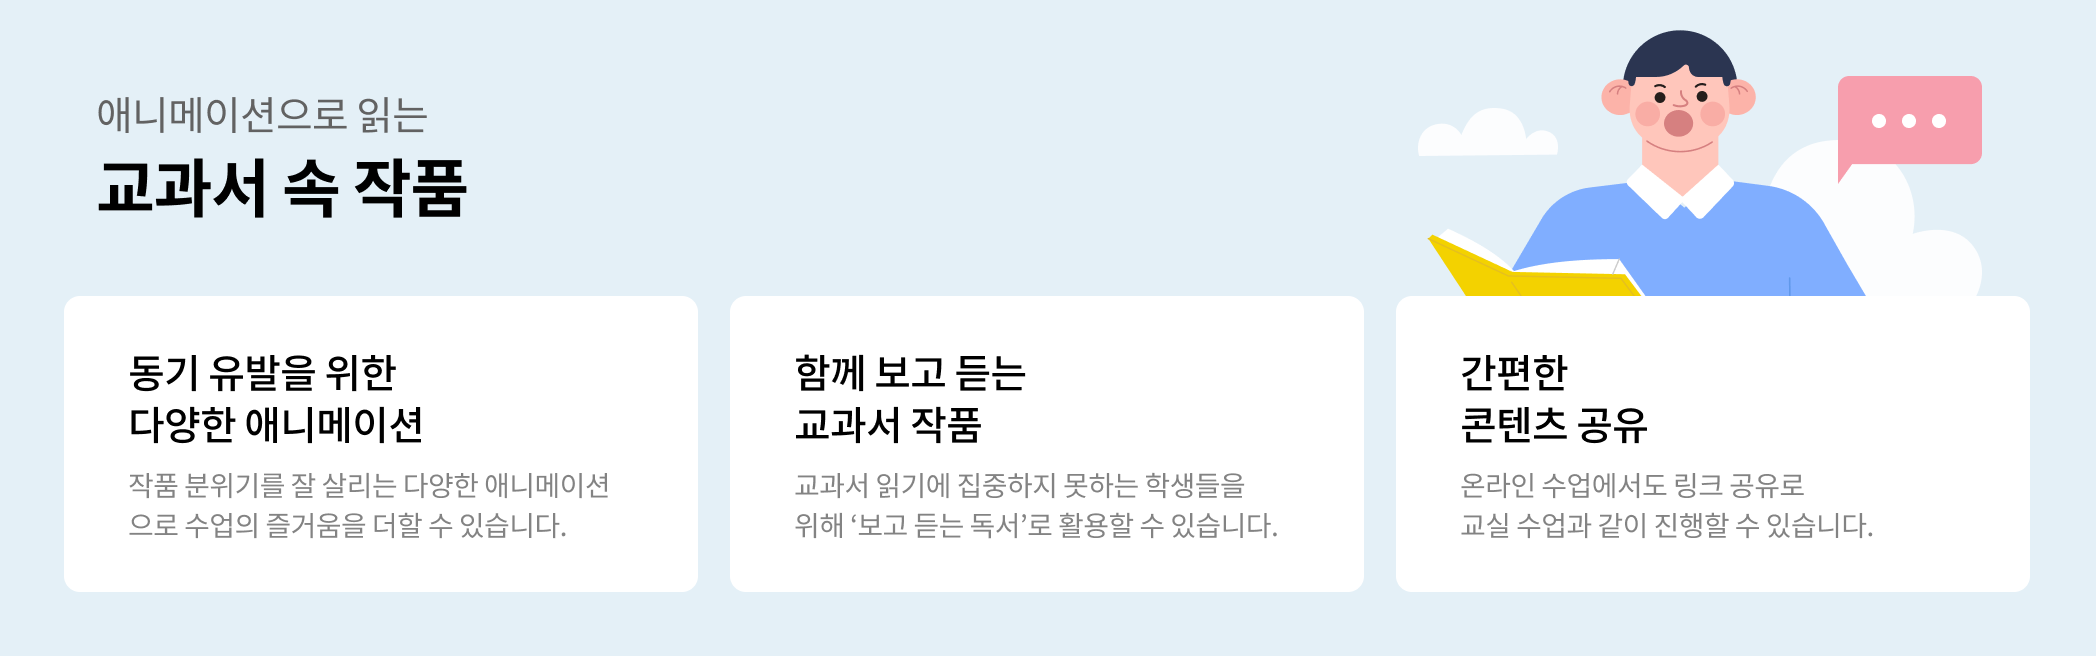 애니메이션으로 읽는
교과서 속 작품
동기 유발을 위한
다양한 애니메이션
작품 분위기를 잘 살리는 다양한 애니메이션
으로 수업의 즐거움을 더할 수 있습니다.
함께 보고 듣는
교과서 작품
교과서 읽기에 집중하지 못하는 학생들을
위해 ‘보고 듣는 독서’로 활용할 수 있습니다.
간편한
콘텐츠 공유
온라인 수업에서도 링크 공유로
교실 수업과 같이 진행할 수 있습니다.